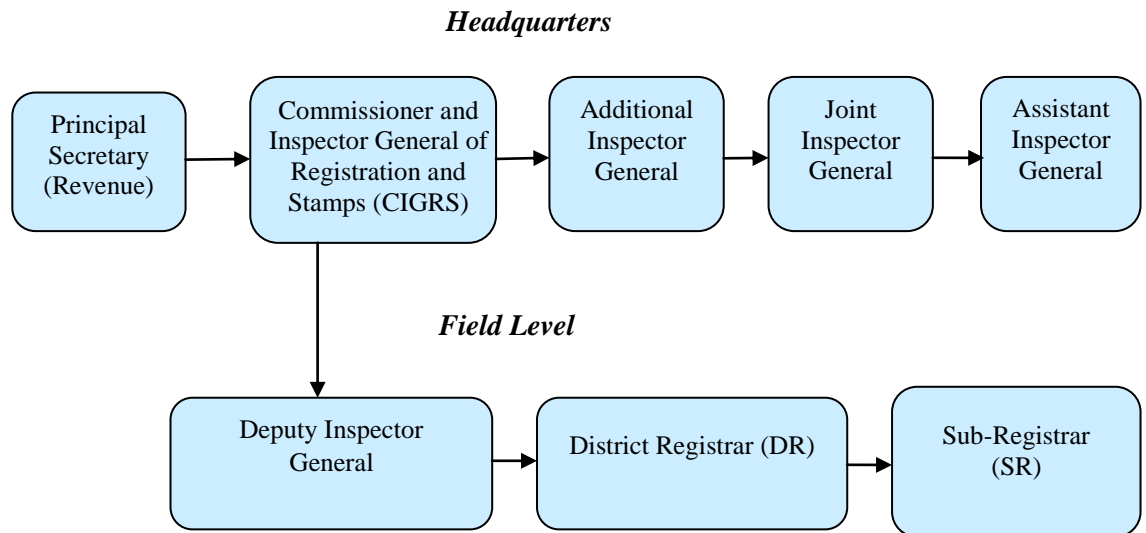 Headquarters
Principal
Secretary
(Revenue)
Commissioner and
Inspector General of
Registration and
Stamps (CIGRS)
Additional
Inspector
General
Joint
Inspector
General
Assistant
Inspector
General
Field Level
Deputy Inspector
General
District Registrar (DR)
Sub-Registrar
(SR)